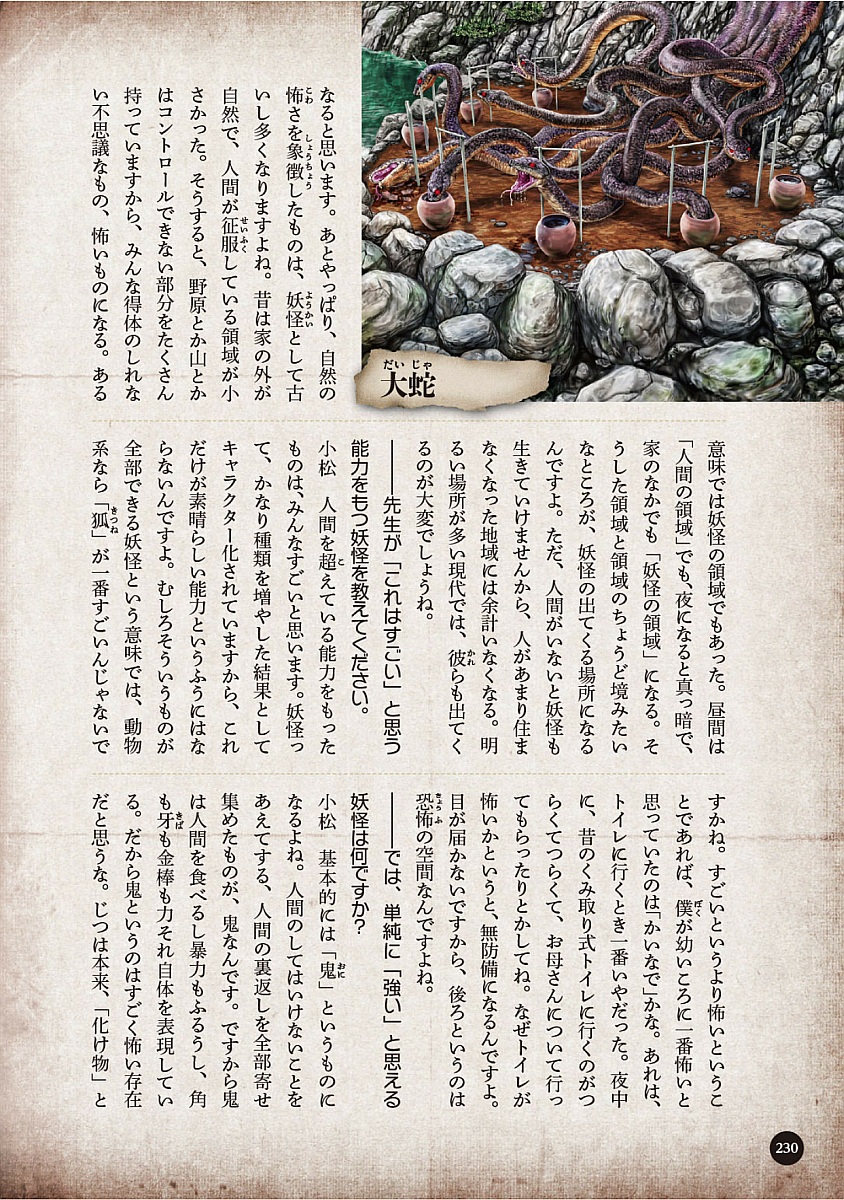 なると思います。あとやっぱり、自然の
怖さを象徴したものは、妖怪として古
いし多くなりますよね。昔は家の外が
自然で、人間が征服している領域が小
さかった。そうすると、野原とか山とか
はコントロールできない部分をたくさん
持っていますから、みんな得体のしれな
い不思議なもの、怖いものになる。ある
大蛇
だいじゃ
意味では妖怪の領域でもあった。昼間は
「人間の領域」でも、夜になると真っ暗で、
家のなかでも「妖怪の領域」になる。そ
うした領域と領域のちょうど境みたい
なところが、妖怪の出てくる場所になる
んですよ。ただ、人間がいないと妖怪も
生きていけませんから、人があまり住ま
なくなった地域には余計いなくなる。明
るい場所が多い現代では、彼らも出てく
るのが大変でしょうね。
――先生が「これはすごい」と思う
能力をもつ妖怪を教えてください。
小松　人間を超えている能力をもった
ものは、みんなすごいと思います。妖怪っ
て、かなり種類を増やした結果として
キャラクター化されていますから、これ
だけが素晴らしい能力というふうにはな
らないんですよ。むしろそういうものが
全部できる妖怪という意味では、動物
系なら「狐」が一番すごいんじゃないで
すかね。すごいというより怖いというこ
とであれば、僕が幼いころに一番怖いと
思っていたのは「かいなで」かな。あれは、
トイレに行くとき一番いやだった。夜中
に、昔のくみ取り式トイレに行くのがつ
らくてつらくて、お母さんについて行っ
てもらったりとかしてね。なぜトイレが
怖いかというと、無防備になるんですよ。
目が届かないですから、後ろというのは
恐怖の空間なんですよね。
――では、単純に「強い」と思える
妖怪は何ですか？
小松　基本的には「鬼」というものに
なるよね。人間のしてはいけないことを
あえてする、人間の裏返しを全部寄せ
集めたものが、鬼なんです。ですから鬼
は人間を食べるし暴力もふるうし、角
も牙も金棒も力それ自体を表現してい
る。だから鬼というのはすごく怖い存在
だと思うな。じつは本来、「化け物」と
230